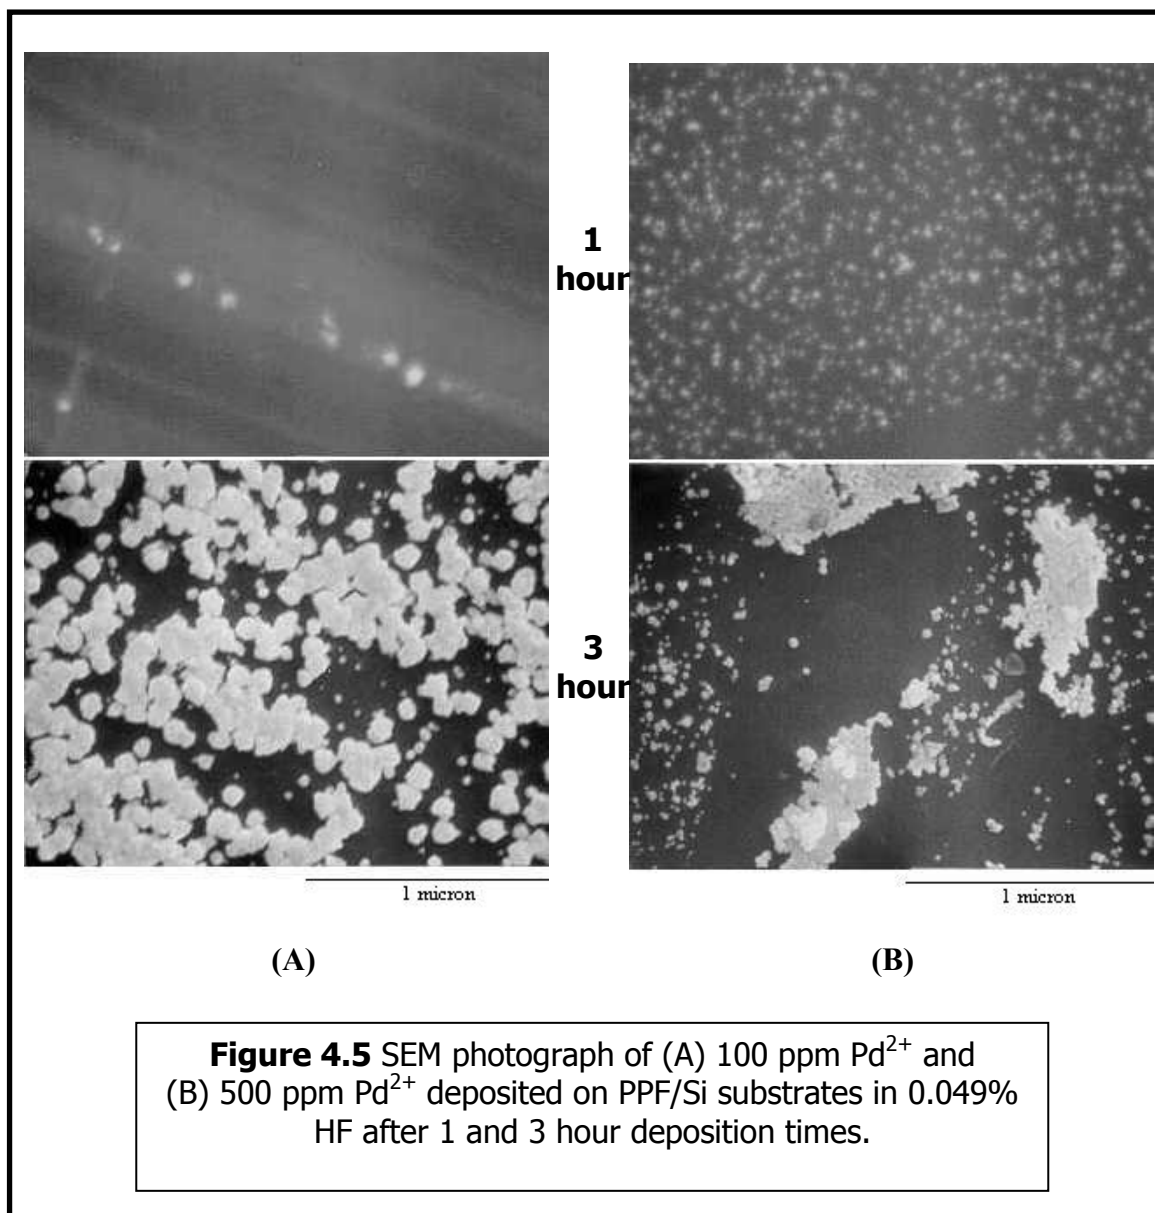 1
hour
3
hour
1 micron
1 micron
(A)
(B)
Figure 4.5 SEM photograph of (A) 100 ppm Pd²⁺ and
(B) 500 ppm Pd²⁺ deposited on PPF/Si substrates in 0.049%
HF after 1 and 3 hour deposition times.